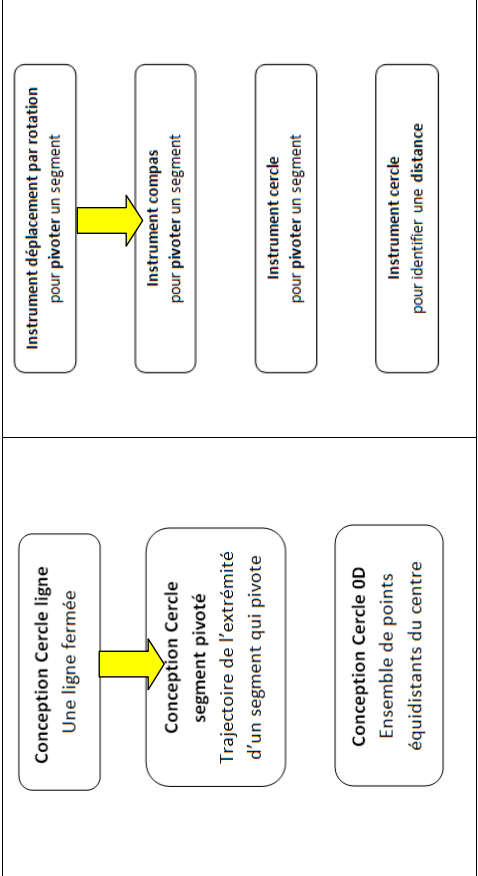 Conception Cercle ligne
Une ligne fermée
Conception Cercle
segment pivoté
Trajectoire de l'extrémité
d'un segment qui pivote
Conception Cercle 0D
Ensemble de points
équidistants du centre
Instrument déplacement par rotation
pour pivoter un segment
Instrument compas
pour pivoter un segment
Instrument cercle
pour pivoter un segment
Instrument cercle
pour identifier une distance